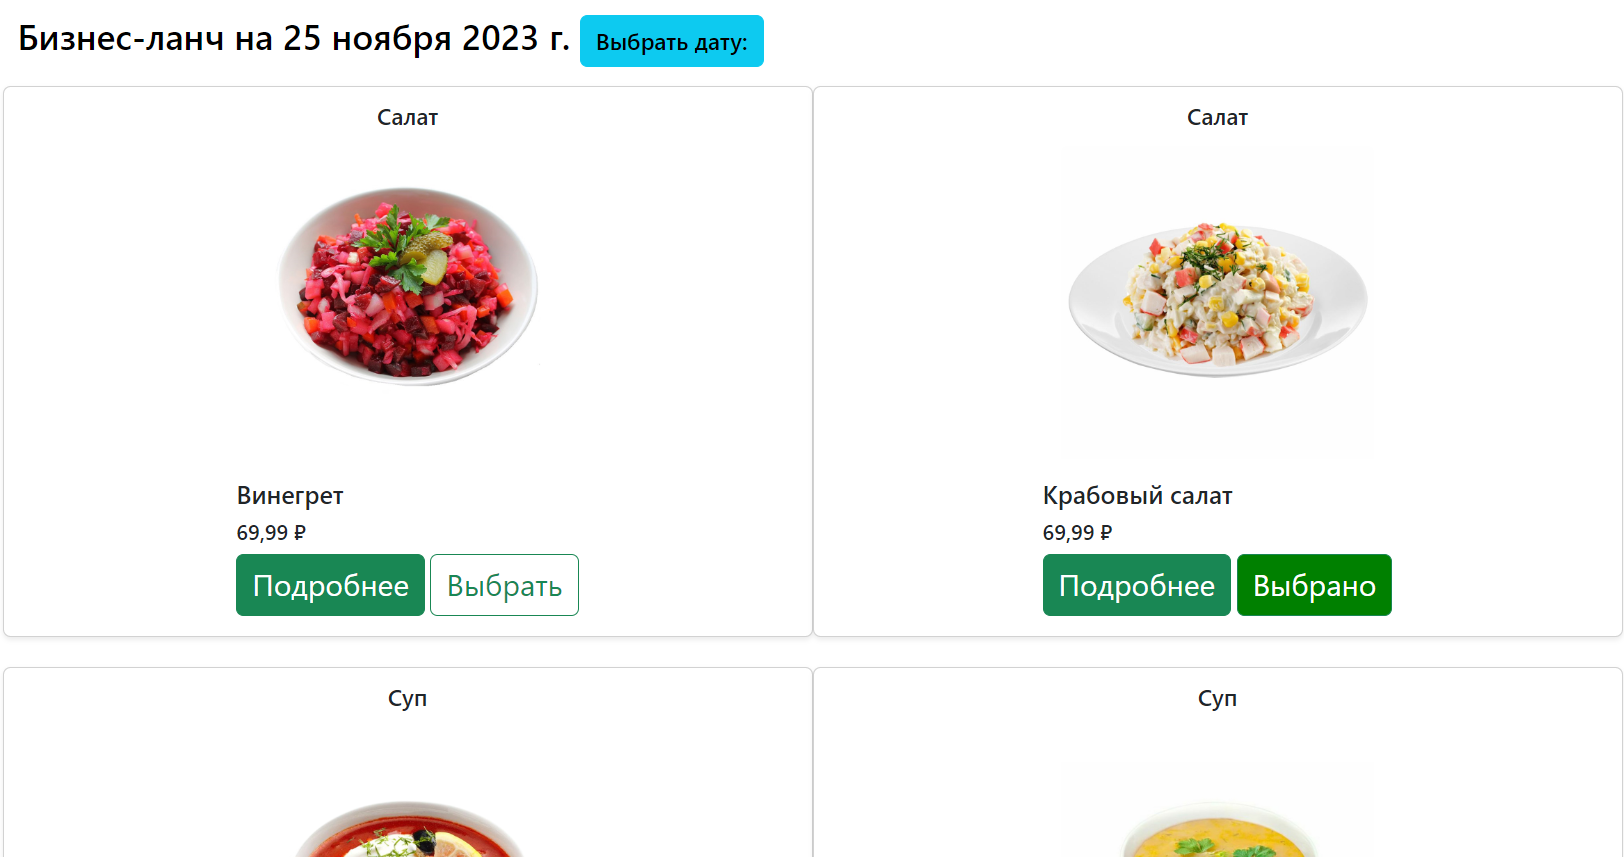 Бизнес-ланч на 25 ноября 2023 г. Выбрать дату:
Салат
Винегрет
69,99 ₽
Подробнее Выбрать
Салат
Крабовый салат
69,99 ₽
Подробнее Выбрано
Суп
Суп